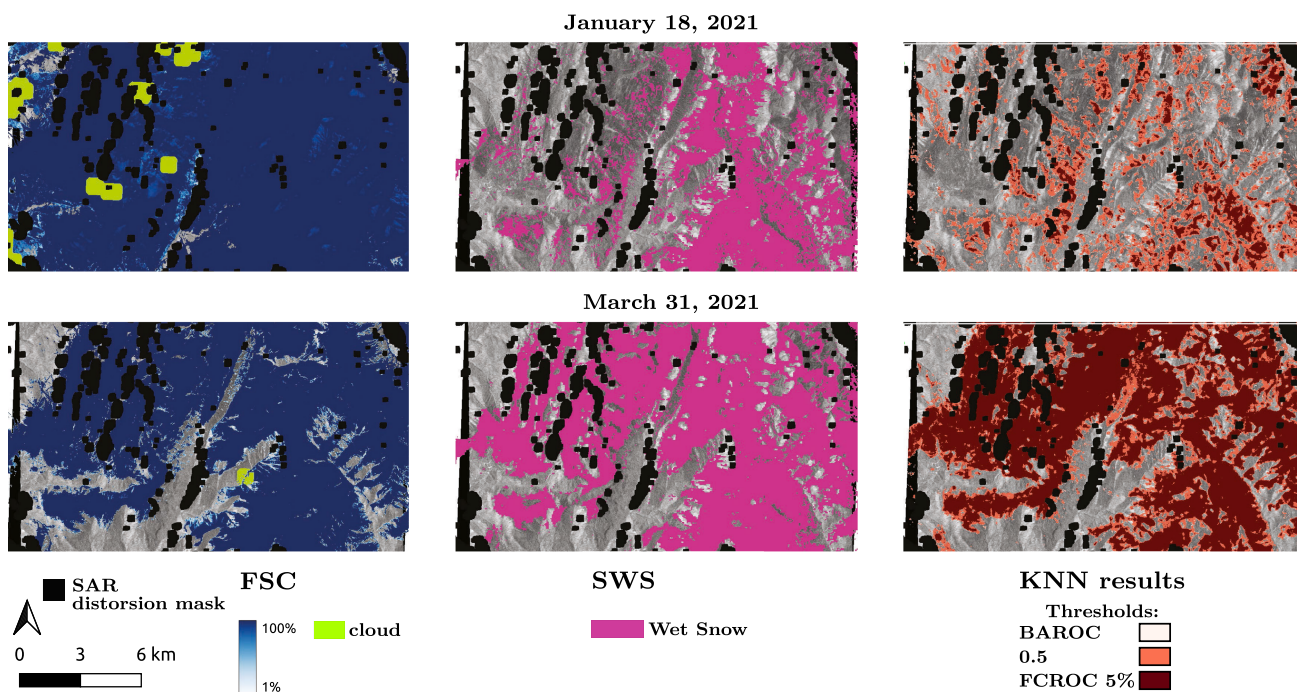 January 18, 2021
March 31, 2021
SAR
distorsion mask
0 3 6 km
FSC
100%
1%
cloud
SWS
Wet Snow
KNN results
Thresholds:
BAROC
0.5
FCROC 5%